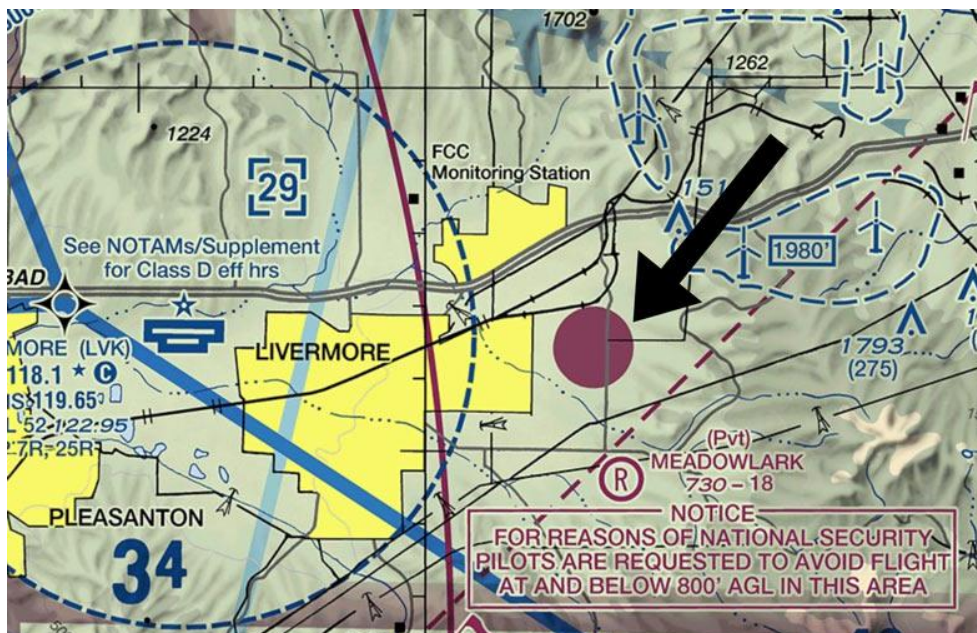 1702
1262
1224
FCC
Monitoring Station
29
151
See NOTAMs/Supplement
for Class D eff hrs
1980'
BAD
MORE (LVK)
118.1 * C
119.65
LIVERMORE
1793
(275)
L 52 122.95
7R, 25R
(Pvt)
R MEADOWLARK
730 - 18
PLEASANTON
34
NOTICE
FOR REASONS OF NATIONAL SECURITY
PILOTS ARE REQUESTED TO AVOID FLIGHT
AT AND BELOW 800' AGL IN THIS AREA